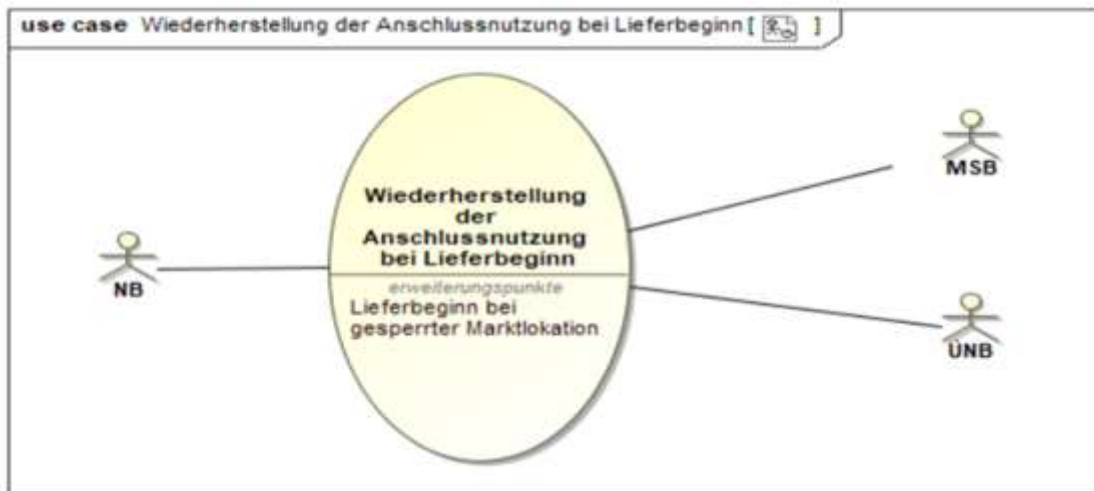 use case Wiederherstellung der Anschlussnutzung bei Lieferbeginn [ ]
MSB
Wiederherstellung
der
Anschlussnutzung
bei Lieferbeginn
NB
erweiterungspunkte
Lieferbeginn bei
gesperrter Marktlokation
ÜNB